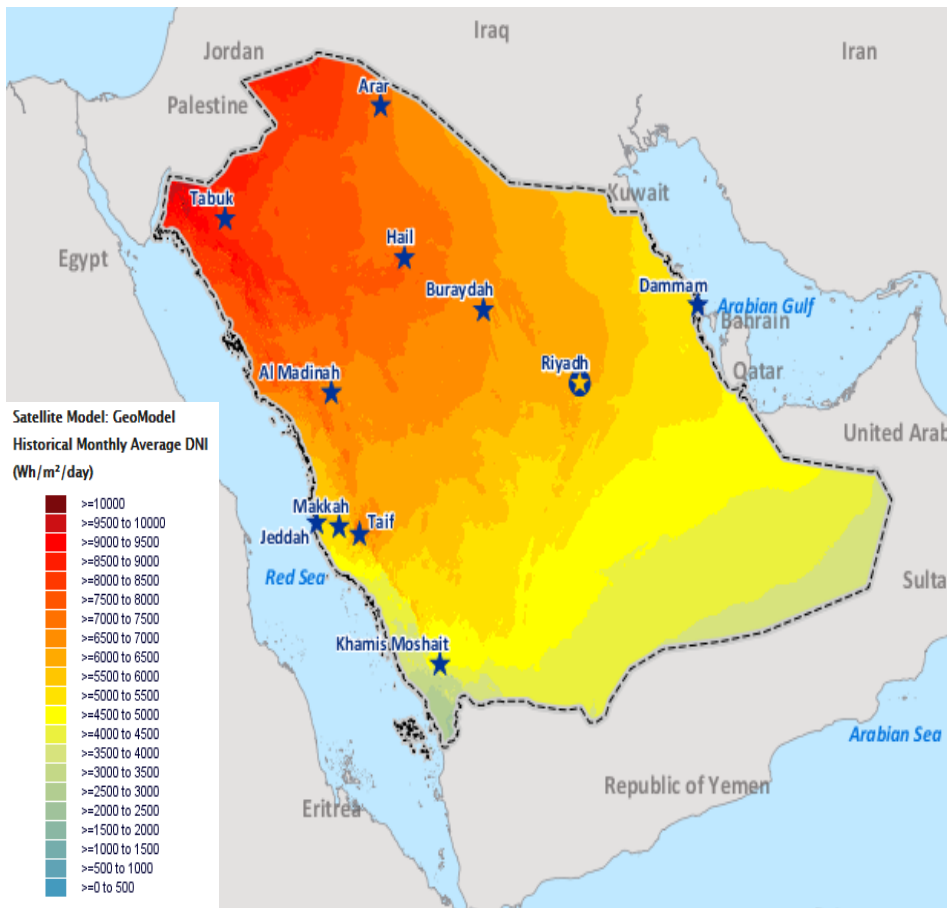 Iraq
Jordan
Iran
Arar
Palestine
Kuwait
Tabuk
Hail
Egypt
Buraydah
Dammam
Arabian Gulf
Bahrain
Riyadh
Al Madinah
Qatar
United Arab
Satellite Model: GeoModel
Historical Monthly Average DNI
(Wh/m²/day)
>=10000
>=9500 to 10000
>=9000 to 9500
>=8500 to 9000
>=8000 to 8500
>=7500 to 8000
>=7000 to 7500
>=6500 to 7000
>=6000 to 6500
>=5500 to 6000
>=5000 to 5500
>=4500 to 5000
>=4000 to 4500
>=3500 to 4000
>=3000 to 3500
>=2500 to 3000
>=2000 to 2500
>=1500 to 2000
>=1000 to 1500
>=500 to 1000
>=0 to 500
Makkah
Taif
Jeddah
Red Sea
Sulta
Khamis Moshait
Arabian Sea
Republic of Yemen
Eritrea